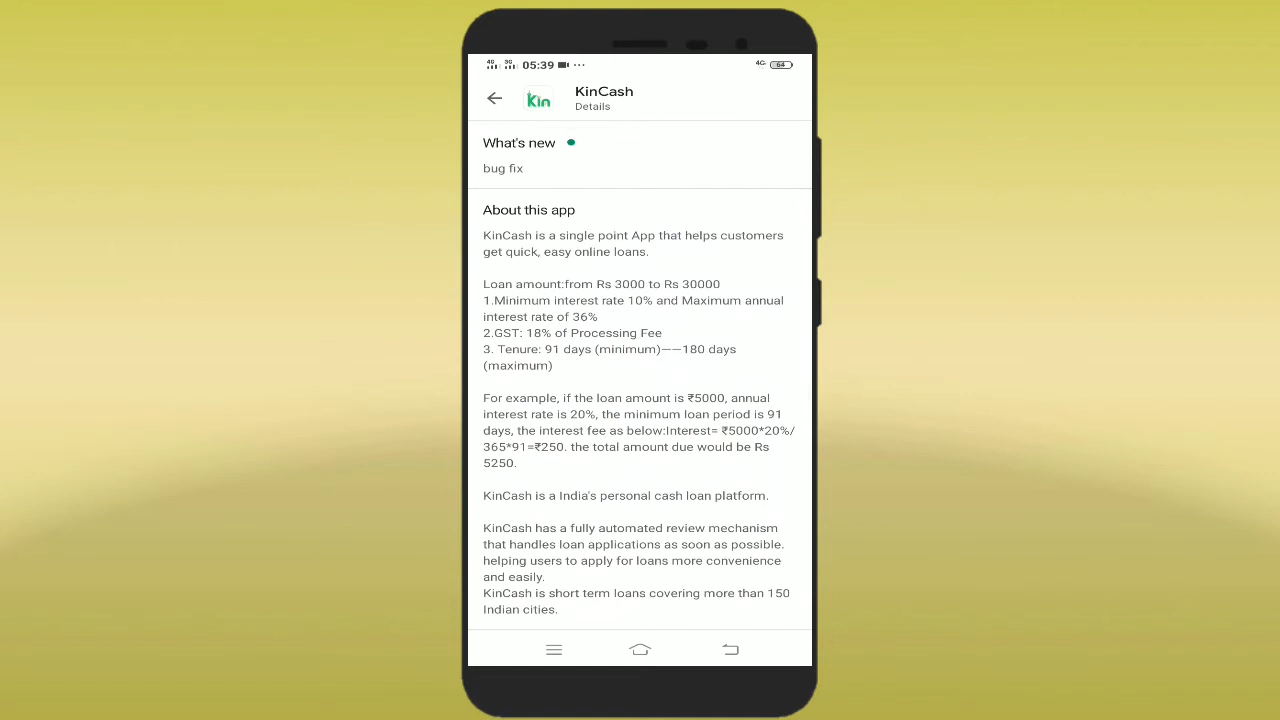 4G 3G 05:39 ··· 4G 64
Kin
KinCash
Details
What's new
bug fix
About this app
KinCash is a single point App that helps customers
get quick, easy online loans.
Loan amount:from Rs 3000 to Rs 30000
1.Minimum interest rate 10% and Maximum annual
interest rate of 36%
2.GST: 18% of Processing Fee
3. Tenure: 91 days (minimum)——180 days
(maximum)
For example, if the loan amount is ₹5000, annual
interest rate is 20%, the minimum loan period is 91
days, the interest fee as below:Interest= ₹5000*20%/
365*91=₹250. the total amount due would be Rs
5250.
KinCash is a India's personal cash loan platform.
KinCash has a fully automated review mechanism
that handles loan applications as soon as possible.
helping users to apply for loans more convenience
and easily.
KinCash is short term loans covering more than 150
Indian cities.